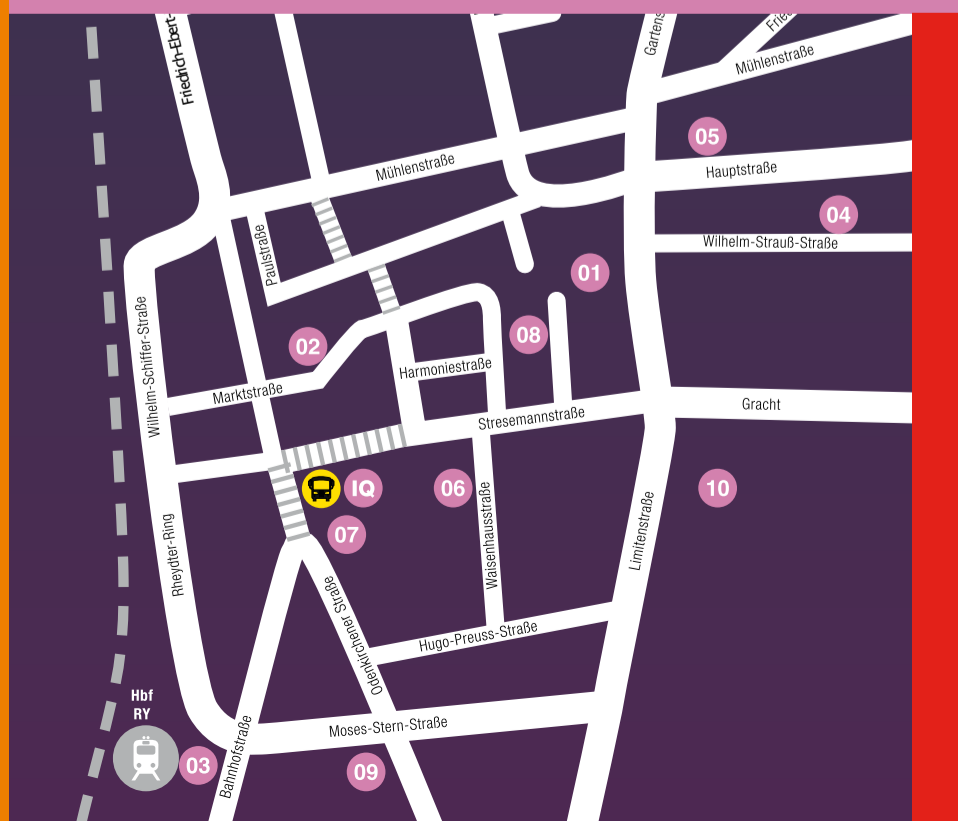 Friedrich-Ebert-
Gartens
Fried
Mühlenstraße
05
Mühlenstraße
Hauptstraße
04
Wilhelm-Strauß-Straße
Paulstraße
01
08
02
Wilhelm-Schiffer-Straße
Harmoniestraße
Marktstraße
Gracht
Stresemannstraße
IQ
06
10
07
Waisenhausstraße
Limitenstraße
Rheydter-Ring
Odenkirchener Straße
Hugo-Preuss-Straße
Hbf
RY
Moses-Stern-Straße
03
Bahnhofstraße
09